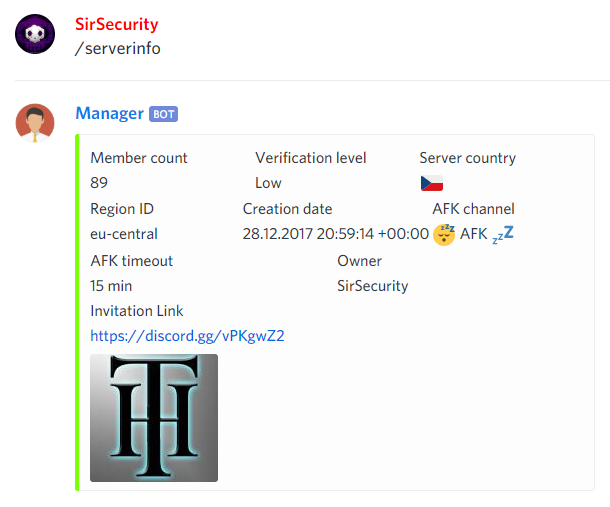 SirSecurity
/serverinfo
Manager BOT
Member count Verification level Server country
89 Low
Region ID Creation date AFK channel
eu-central 28.12.2017 20:59:14 +00:00 😴 AFK 💤
AFK timeout Owner
15 min SirSecurity
Invitation Link
https://discord.gg/vPKgwZ2
THT